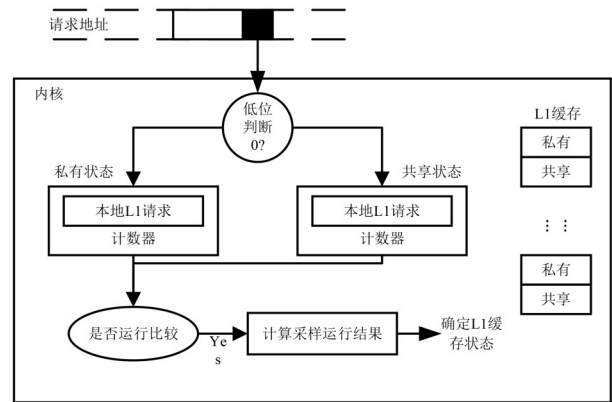 请求地址
内核
低位
判断
0?
L1缓存
私有
共享
私有状态
共享状态
本地L1请求
计数器
本地L1请求
计数器
⋮ ⋮
私有
共享
是否运行比较
Ye
s
计算采样运行结果
确定L1缓
存状态